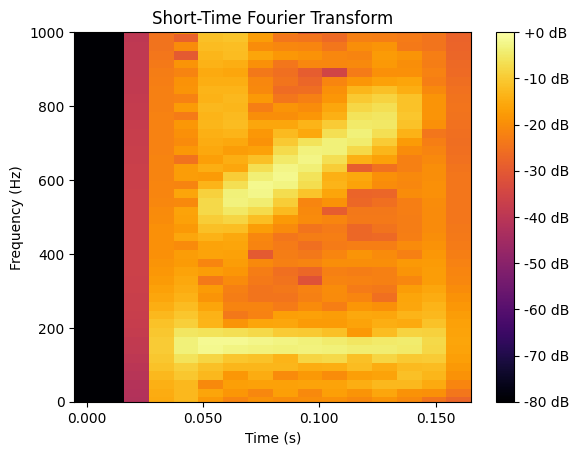 Short-Time Fourier Transform
1000
800
600
400
200
0
Frequency (Hz)
0.000
0.050
0.100
0.150
Time (s)
+0 dB
-10 dB
-20 dB
-30 dB
-40 dB
-50 dB
-60 dB
-70 dB
-80 dB